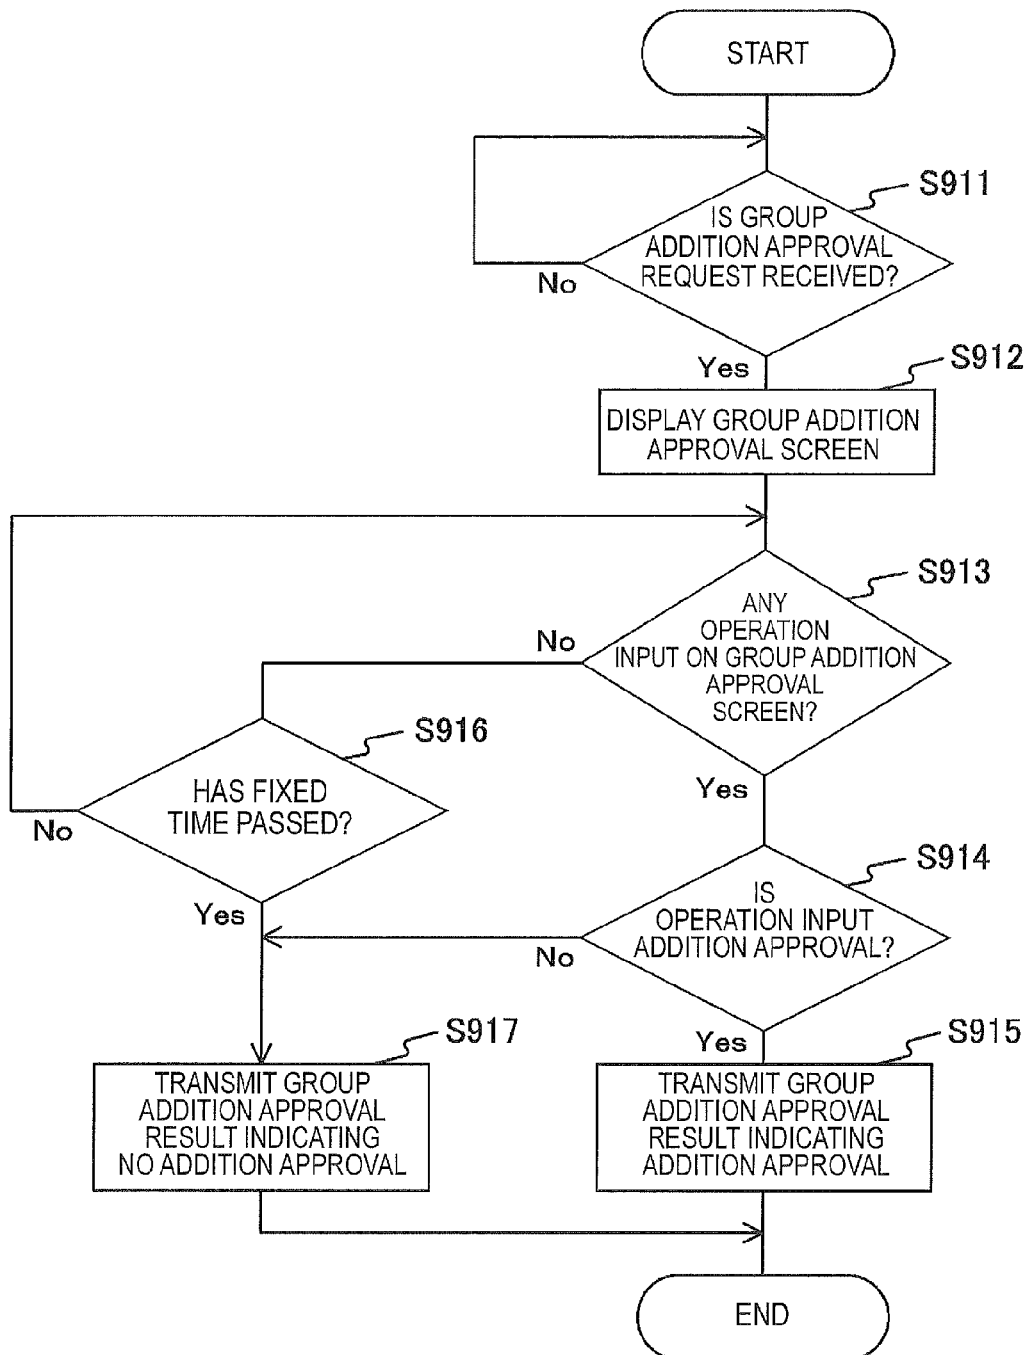 START
S911
IS GROUP
ADDITION APPROVAL
REQUEST RECEIVED?
No
Yes
S912
DISPLAY GROUP ADDITION
APPROVAL SCREEN
S913
ANY
OPERATION
INPUT ON GROUP ADDITION
APPROVAL
SCREEN?
No
Yes
S916
HAS FIXED
TIME PASSED?
No
Yes
S914
IS
OPERATION INPUT
ADDITION APPROVAL?
No
Yes
S917
TRANSMIT GROUP
ADDITION APPROVAL
RESULT INDICATING
NO ADDITION APPROVAL
S915
TRANSMIT GROUP
ADDITION APPROVAL
RESULT INDICATING
ADDITION APPROVAL
END